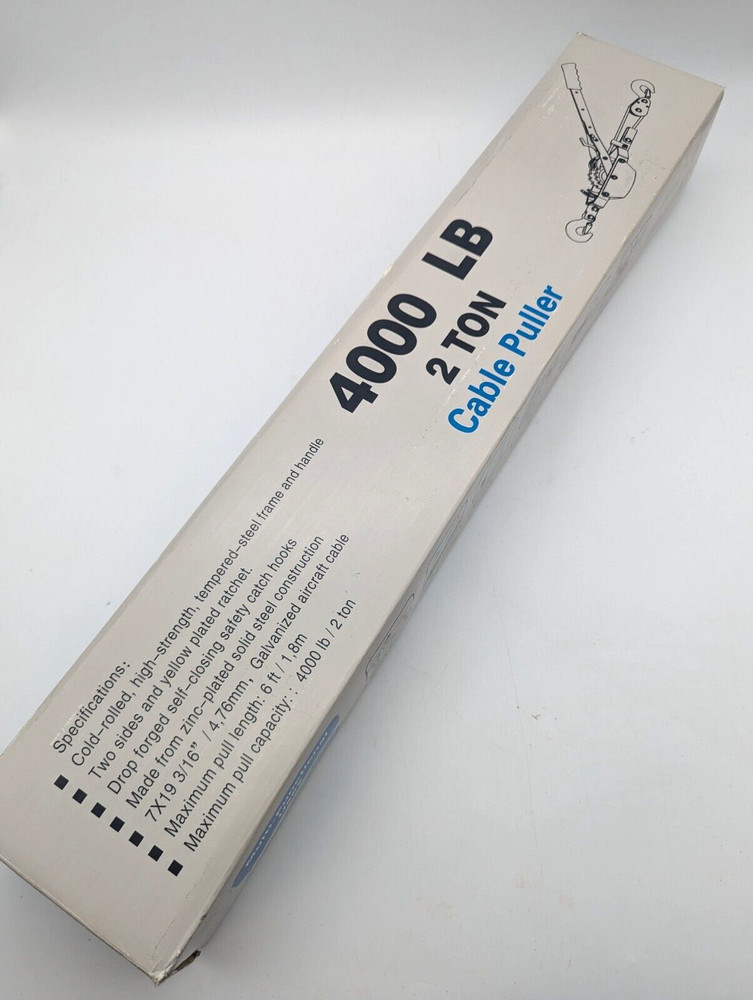 4000 LB
2 TON
Cable Puller
Specifications:
Cold-rolled, high-strength, tempered-steel frame and handle
Two sides and yellow plated ratchet.
Drop forged self-closing safety catch hooks
Made from zinc-plated solid steel construction
7X19 3/16" / 4,76mm, Galvanized aircraft cable
Maximum pull length: 6 ft / 1,8m
Maximum pull capacity: : 4000 lb / 2 ton